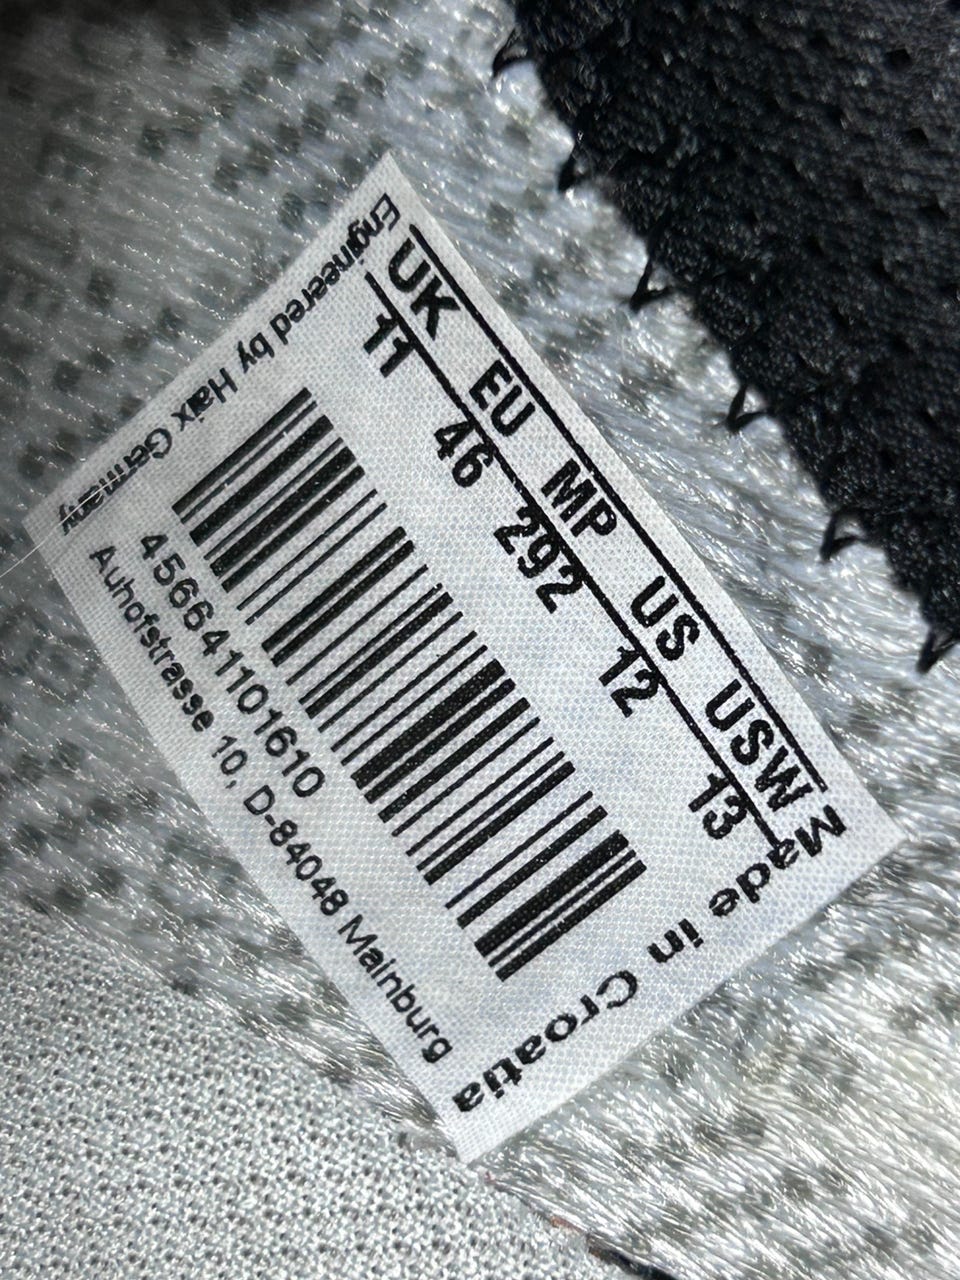 Engineered by Haix Germany
UK EU MP US USW
11 46 292 12 13
4566411101610
Auhofstrasse 10, D-84048 Mainburg
Made in Croatia